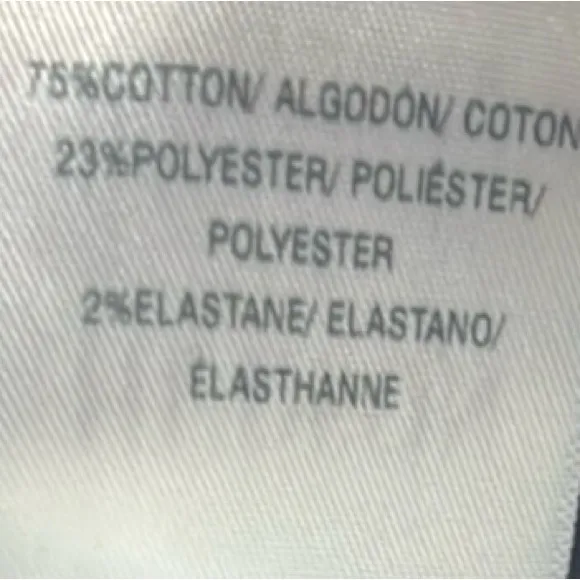 75%COTTON/ ALGODÓN/ COTON
23%POLYESTER/ POLIÉSTER/
POLYESTER
2%ELASTANE/ ELASTANO/
ÉLASTHANNE